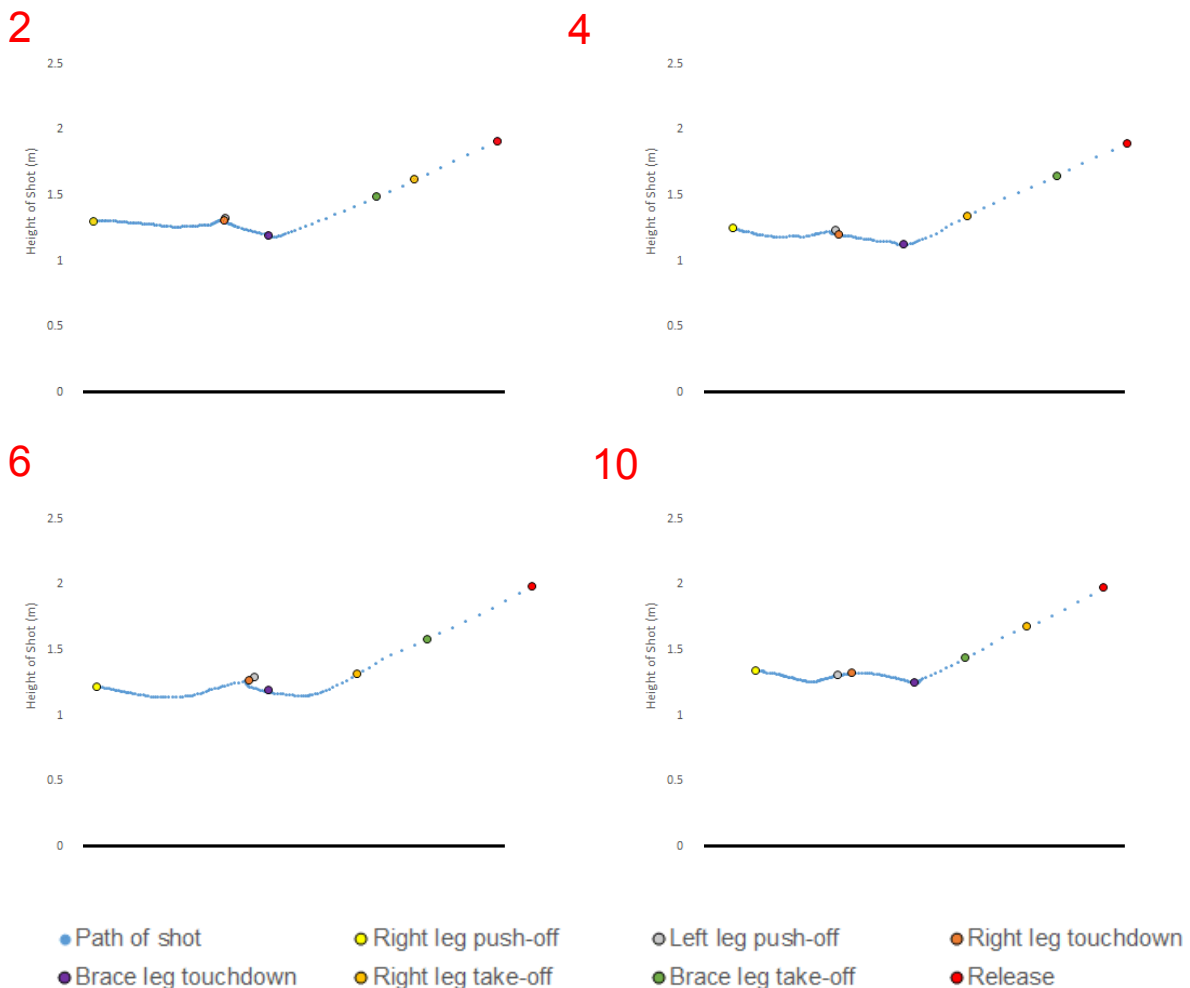 2
4
2.5
2
1.5
1
0.5
0
Height of Shot (m)
2.5
2
1.5
1
0.5
0
Height of Shot (m)
6
10
2.5
2
1.5
1
0.5
0
Height of Shot (m)
2.5
2
1.5
1
0.5
0
Height of Shot (m)
Path of shot
Right leg push-off
Left leg push-off
Right leg touchdown
Brace leg touchdown
Right leg take-off
Brace leg take-off
Release